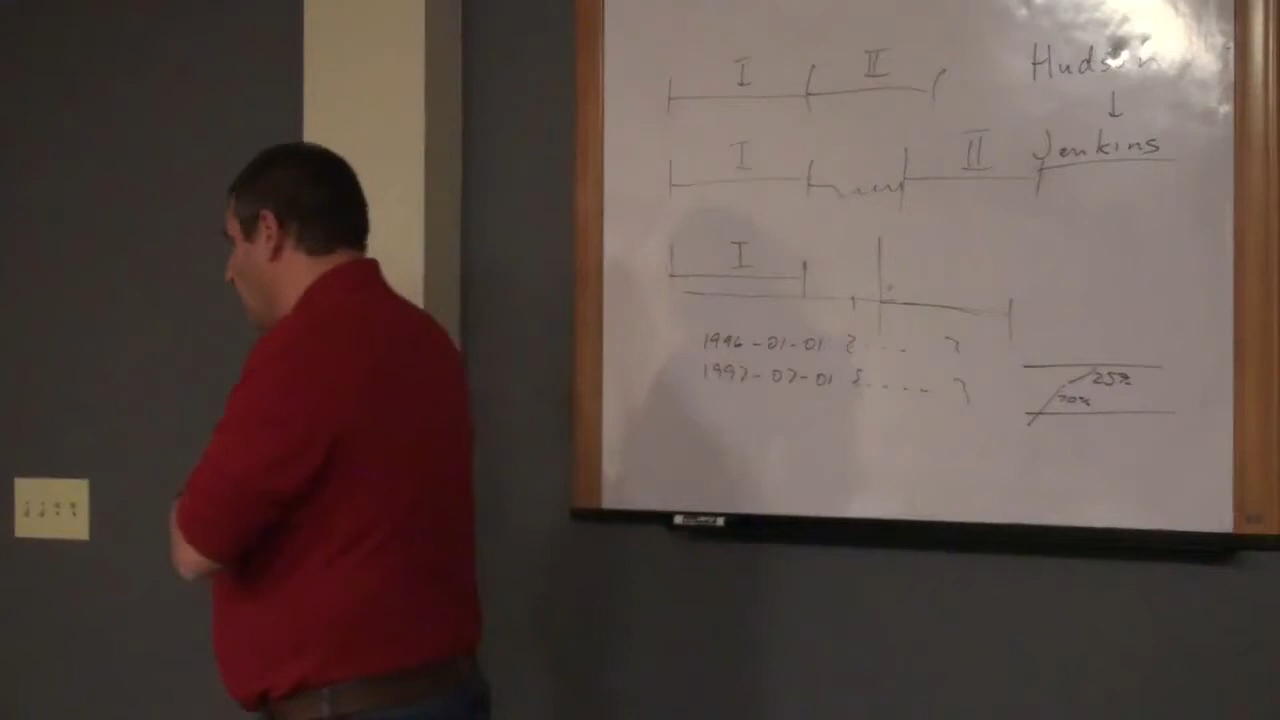 I II Hudson
↓
I II Jenkins
I
1996-01-01 { . . . . }
1997-07-01 { . . . . . }
25%
70%